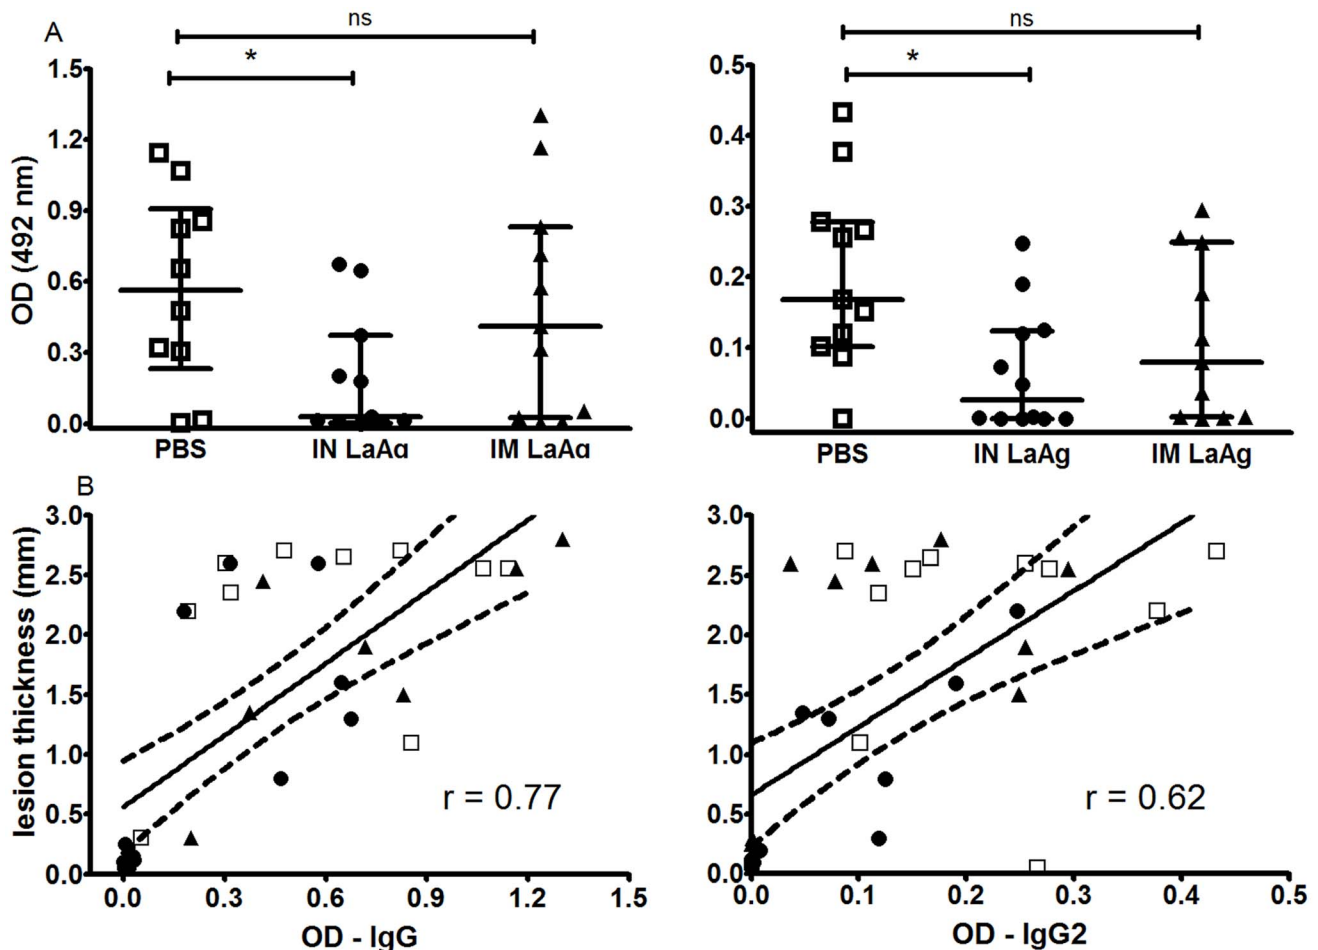 A
ns
*
ns
*
OD (492 nm)
1.5
1.2
0.9
0.6
0.3
0.0
PBS IN LaAg IM LaAg
0.5
0.4
0.3
0.2
0.1
0.0
PBS IN LaAg IM LaAg
B
lesion thickness (mm)
3.0
2.5
2.0
1.5
1.0
0.5
0.0
r = 0.77
0.0 0.3 0.6 0.9 1.2 1.5
OD - IgG
3.0
2.5
2.0
1.5
1.0
0.5
0.0
r = 0.62
0.0 0.1 0.2 0.3 0.4 0.5
OD - IgG2